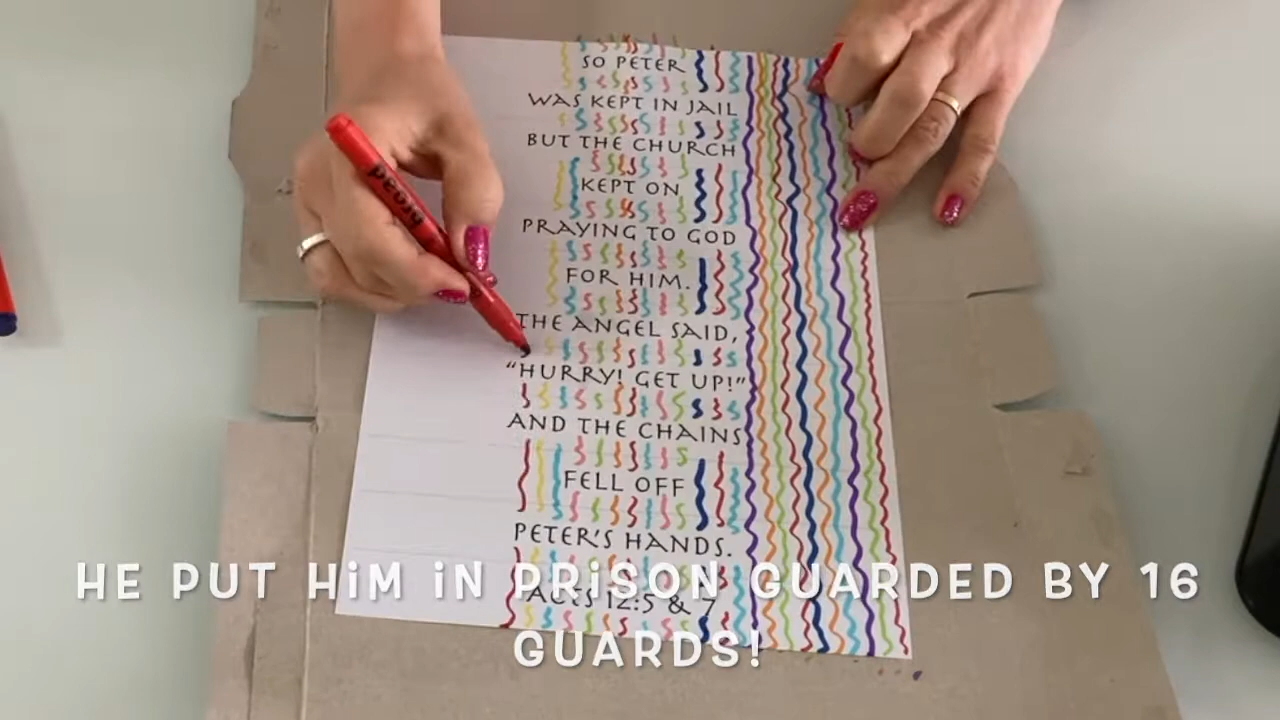 SO PETER
WAS KEPT IN JAIL
BUT THE CHURCH
KEPT ON
PRAYING TO GOD
FOR HIM.
THE ANGEL SAID,
“HURRY! GET UP!”
AND THE CHAINS
FELL OFF
PETER'S HANDS.
ACTS 12:5 & 7
HE PUT HiM iN PRiSON GUARDED BY 16
GUARDS!